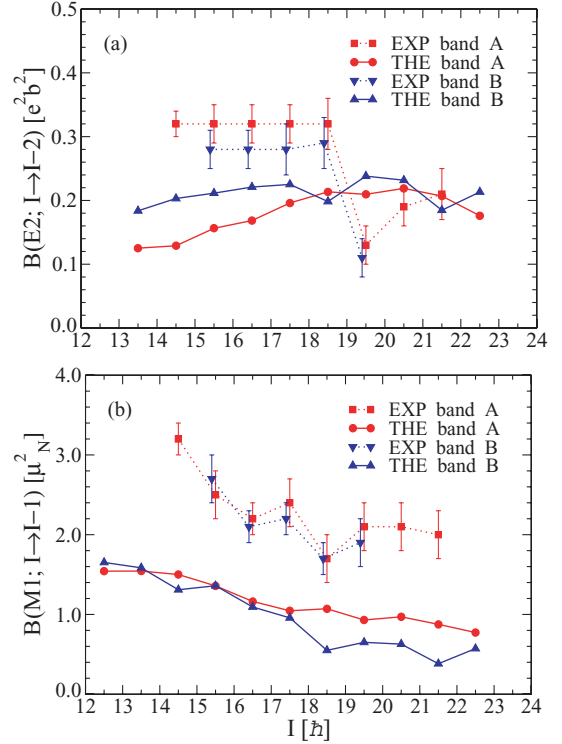 0.5
0.4
0.3
0.2
0.1
0.0
B(E2; I→I−2) [e²b²]
(a)
EXP band A
THE band A
EXP band B
THE band B
12 13 14 15 16 17 18 19 20 21 22 23 24
4.0
3.0
2.0
1.0
0.0
B(M1; I→I−1) [μ²_N]
(b)
EXP band A
THE band A
EXP band B
THE band B
12 13 14 15 16 17 18 19 20 21 22 23 24
I [ħ]